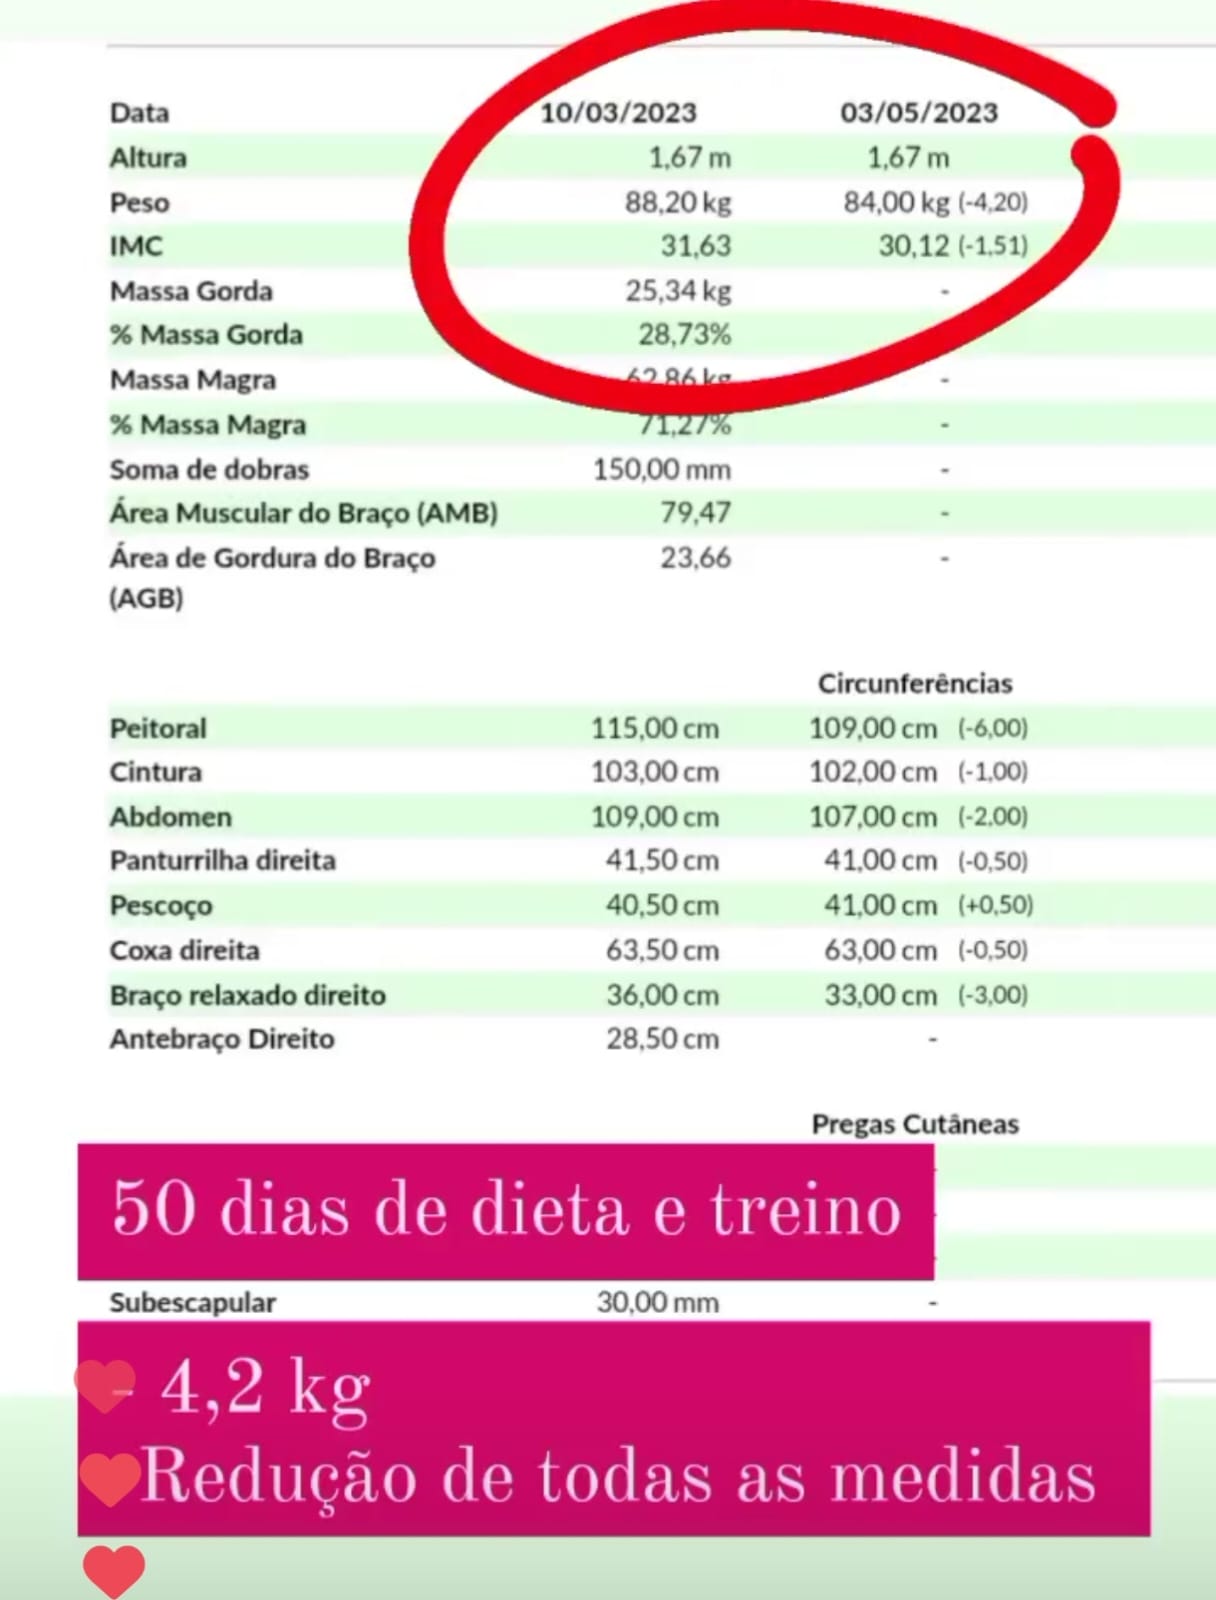 Data 10/03/2023 03/05/2023
Altura 1,67 m 1,67 m
Peso 88,20 kg 84,00 kg (-4,20)
IMC 31,63 30,12 (-1,51)
Massa Gorda 25,34 kg -
% Massa Gorda 28,73%
Massa Magra 62,86 kg -
% Massa Magra 71,27% -
Soma de dobras 150,00 mm -
Área Muscular do Braço (AMB) 79,47 -
Área de Gordura do Braço 23,66 -
(AGB)
Circunferências
Peitoral 115,00 cm 109,00 cm (-6,00)
Cintura 103,00 cm 102,00 cm (-1,00)
Abdomen 109,00 cm 107,00 cm (-2,00)
Panturrilha direita 41,50 cm 41,00 cm (-0,50)
Pescoço 40,50 cm 41,00 cm (+0,50)
Coxa direita 63,50 cm 63,00 cm (-0,50)
Braço relaxado direito 36,00 cm 33,00 cm (-3,00)
Antebraço Direito 28,50 cm -
Pregas Cutâneas
50 dias de dieta e treino
Subescapular 30,00 mm -
- 4,2 kg
Redução de todas as medidas